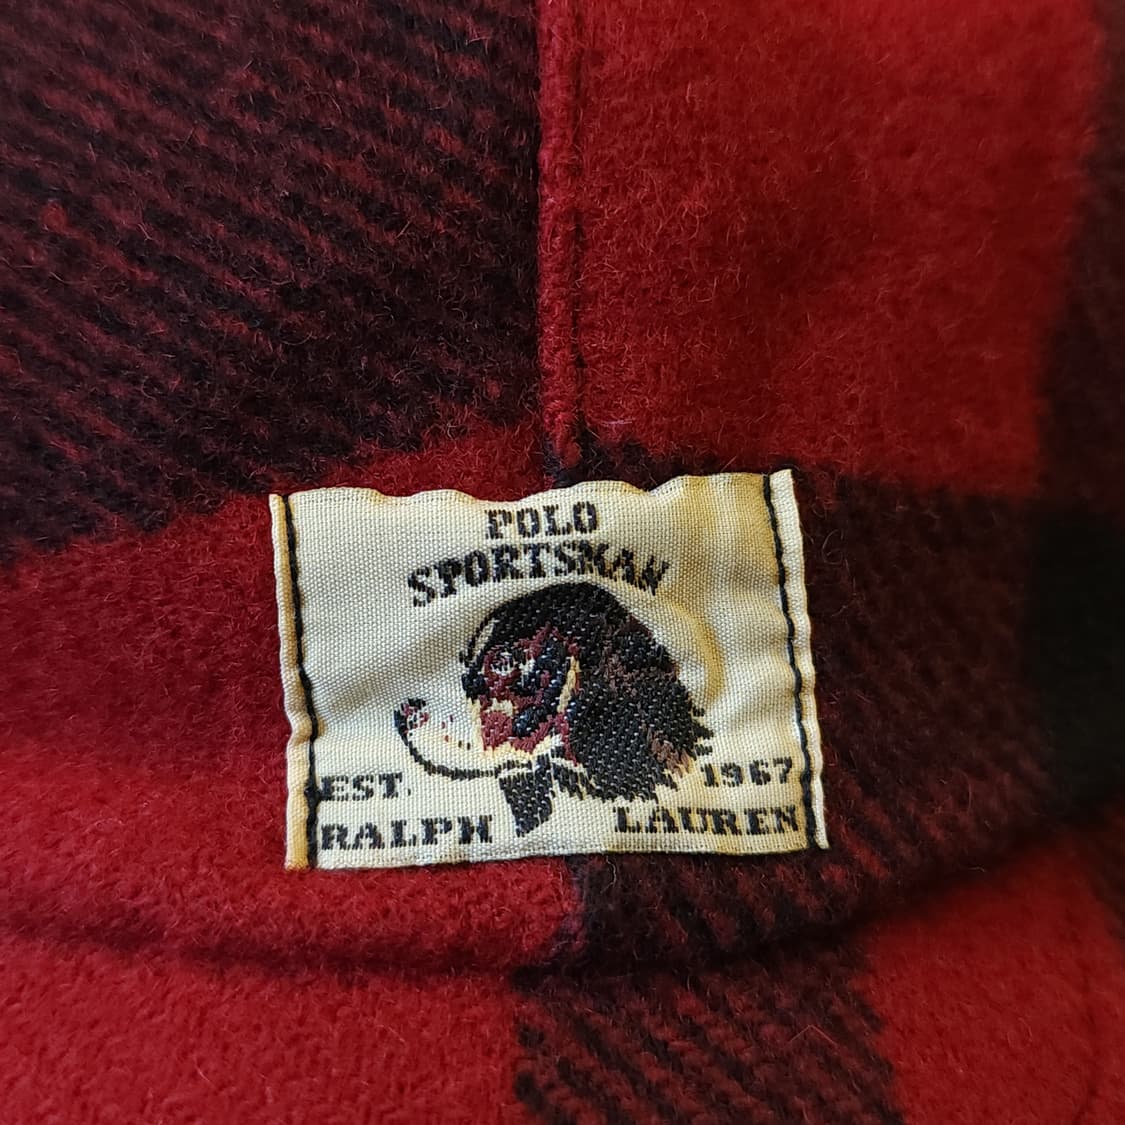 POLO
SPORTSMAN
EST. 1967
RALPH LAUREN